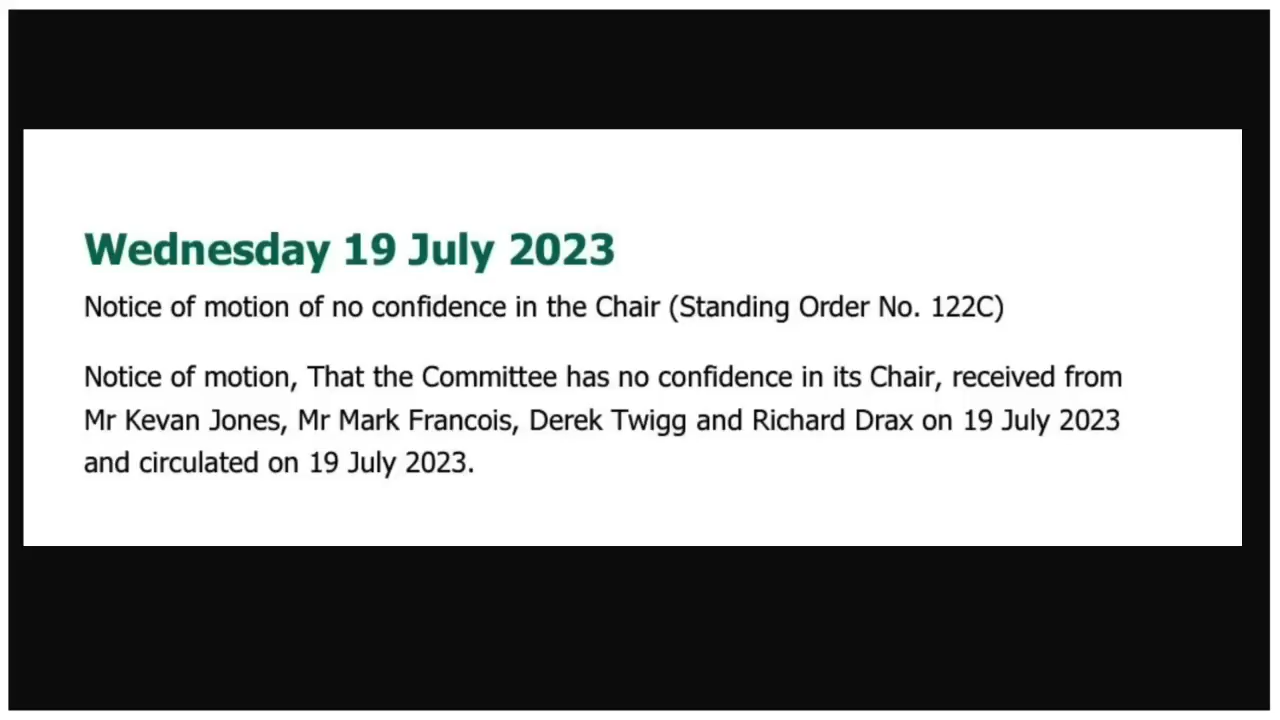 Wednesday 19 July 2023
Notice of motion of no confidence in the Chair (Standing Order No. 122C)
Notice of motion, That the Committee has no confidence in its Chair, received from
Mr Kevan Jones, Mr Mark Francois, Derek Twigg and Richard Drax on 19 July 2023
and circulated on 19 July 2023.